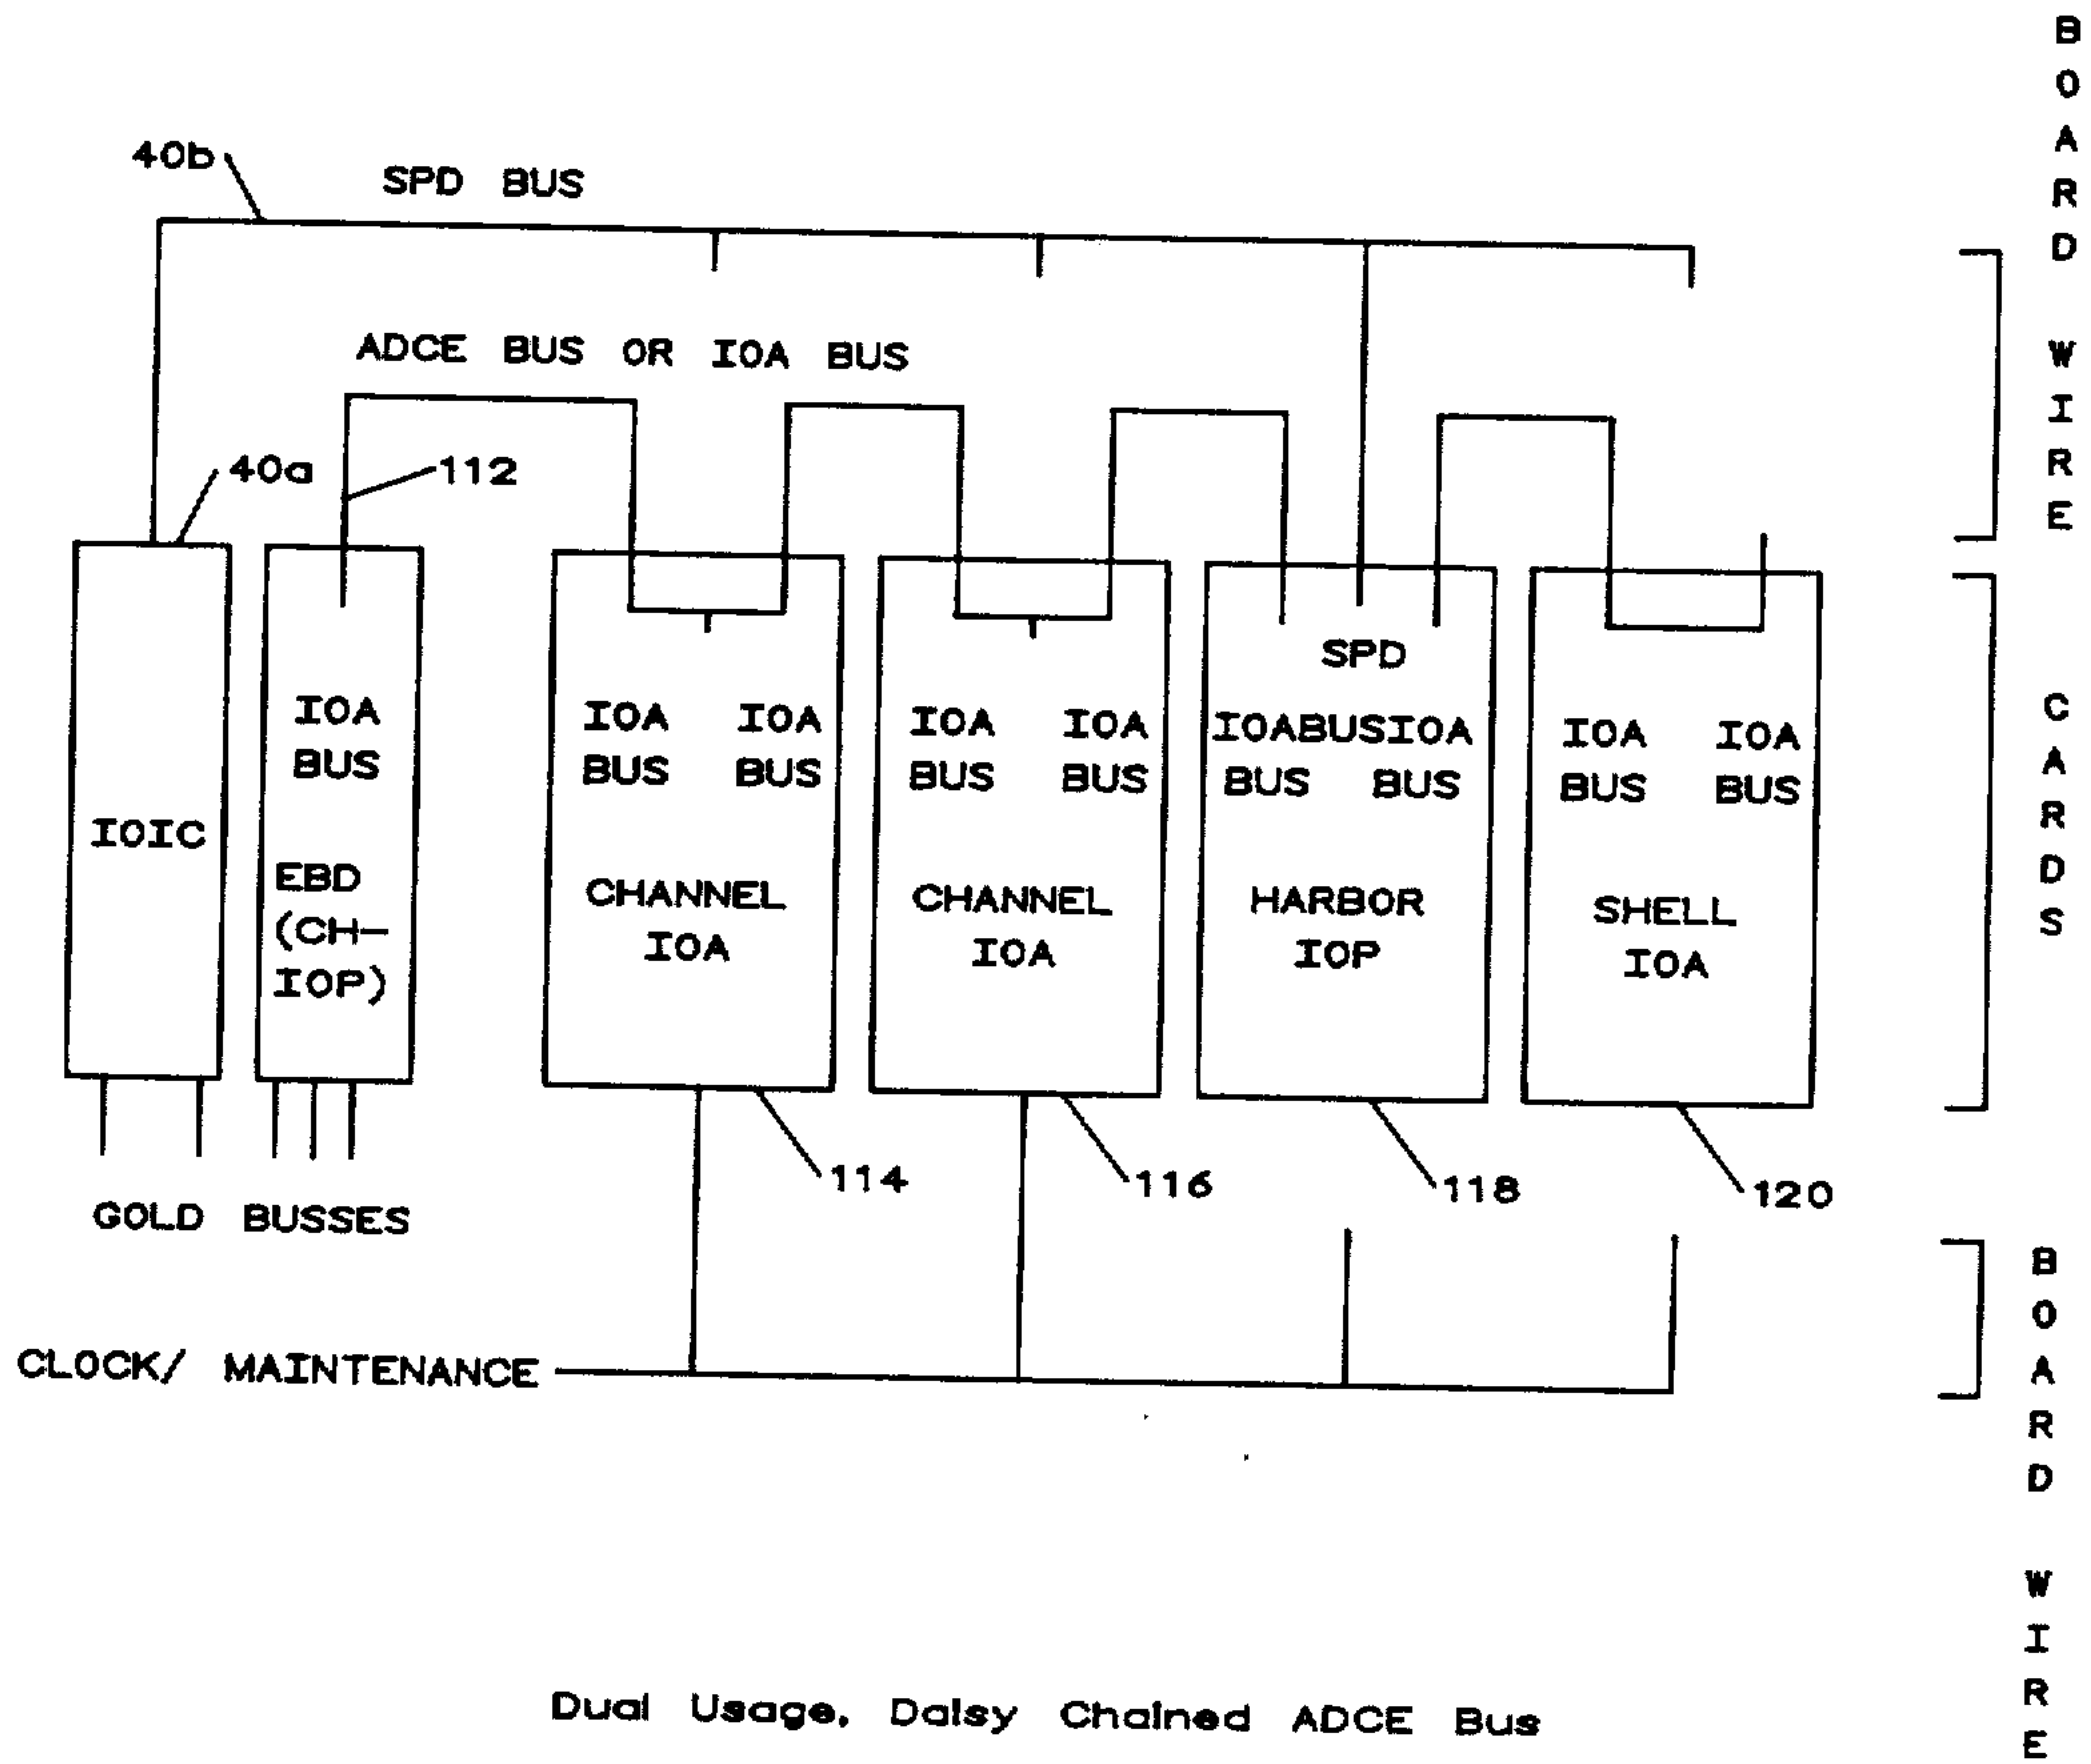 40b
SPD BUS
ADCE BUS OR IOA BUS
40a
112
IOIC
IOA
BUS
EBD
(CH-
IOP)
IOA IOA
BUS BUS
CHANNEL
IOA
IOA IOA
BUS BUS
CHANNEL
IOA
SPD
IOABUSIOA
BUS BUS
HARBOR
IOP
IOA IOA
BUS BUS
SHELL
IOA
114
116
118
120
GOLD BUSSES
CLOCK/ MAINTENANCE
BOARD WIRE
CARDS
BOARD WIRE
Dual Usage, Daisy Chained ADCE Bus